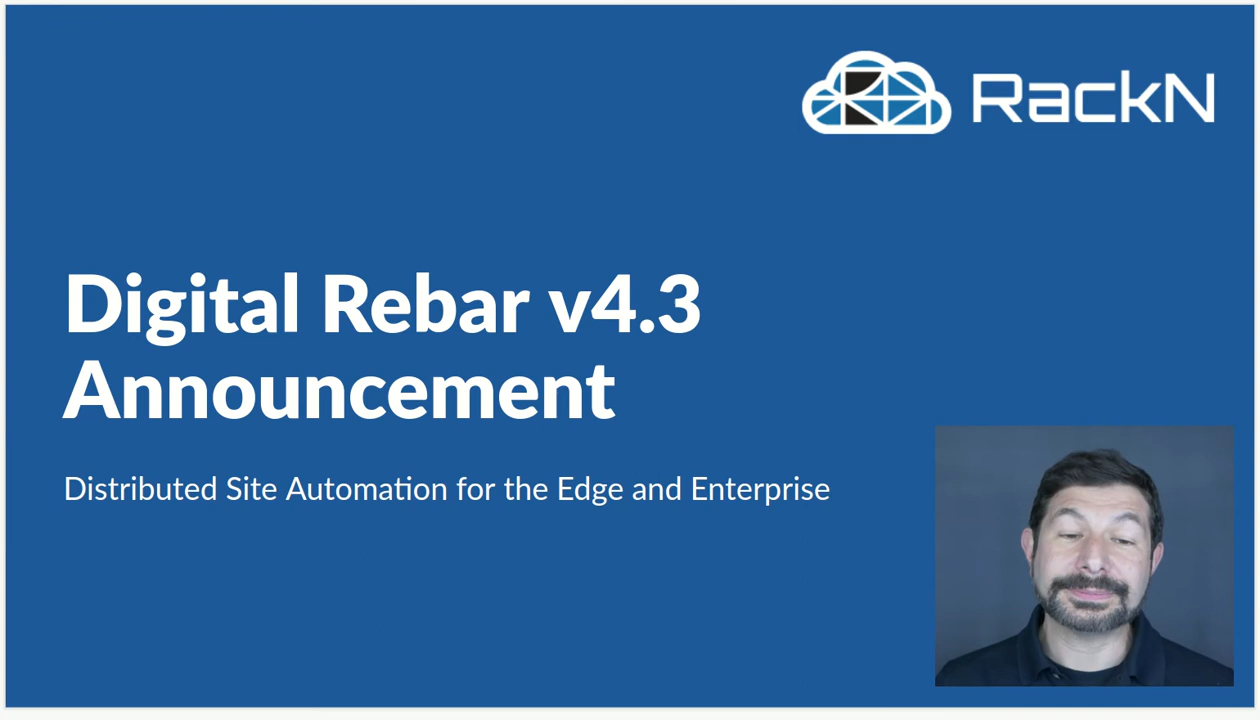 RackN
Digital Rebar v4.3
Announcement
Distributed Site Automation for the Edge and Enterprise